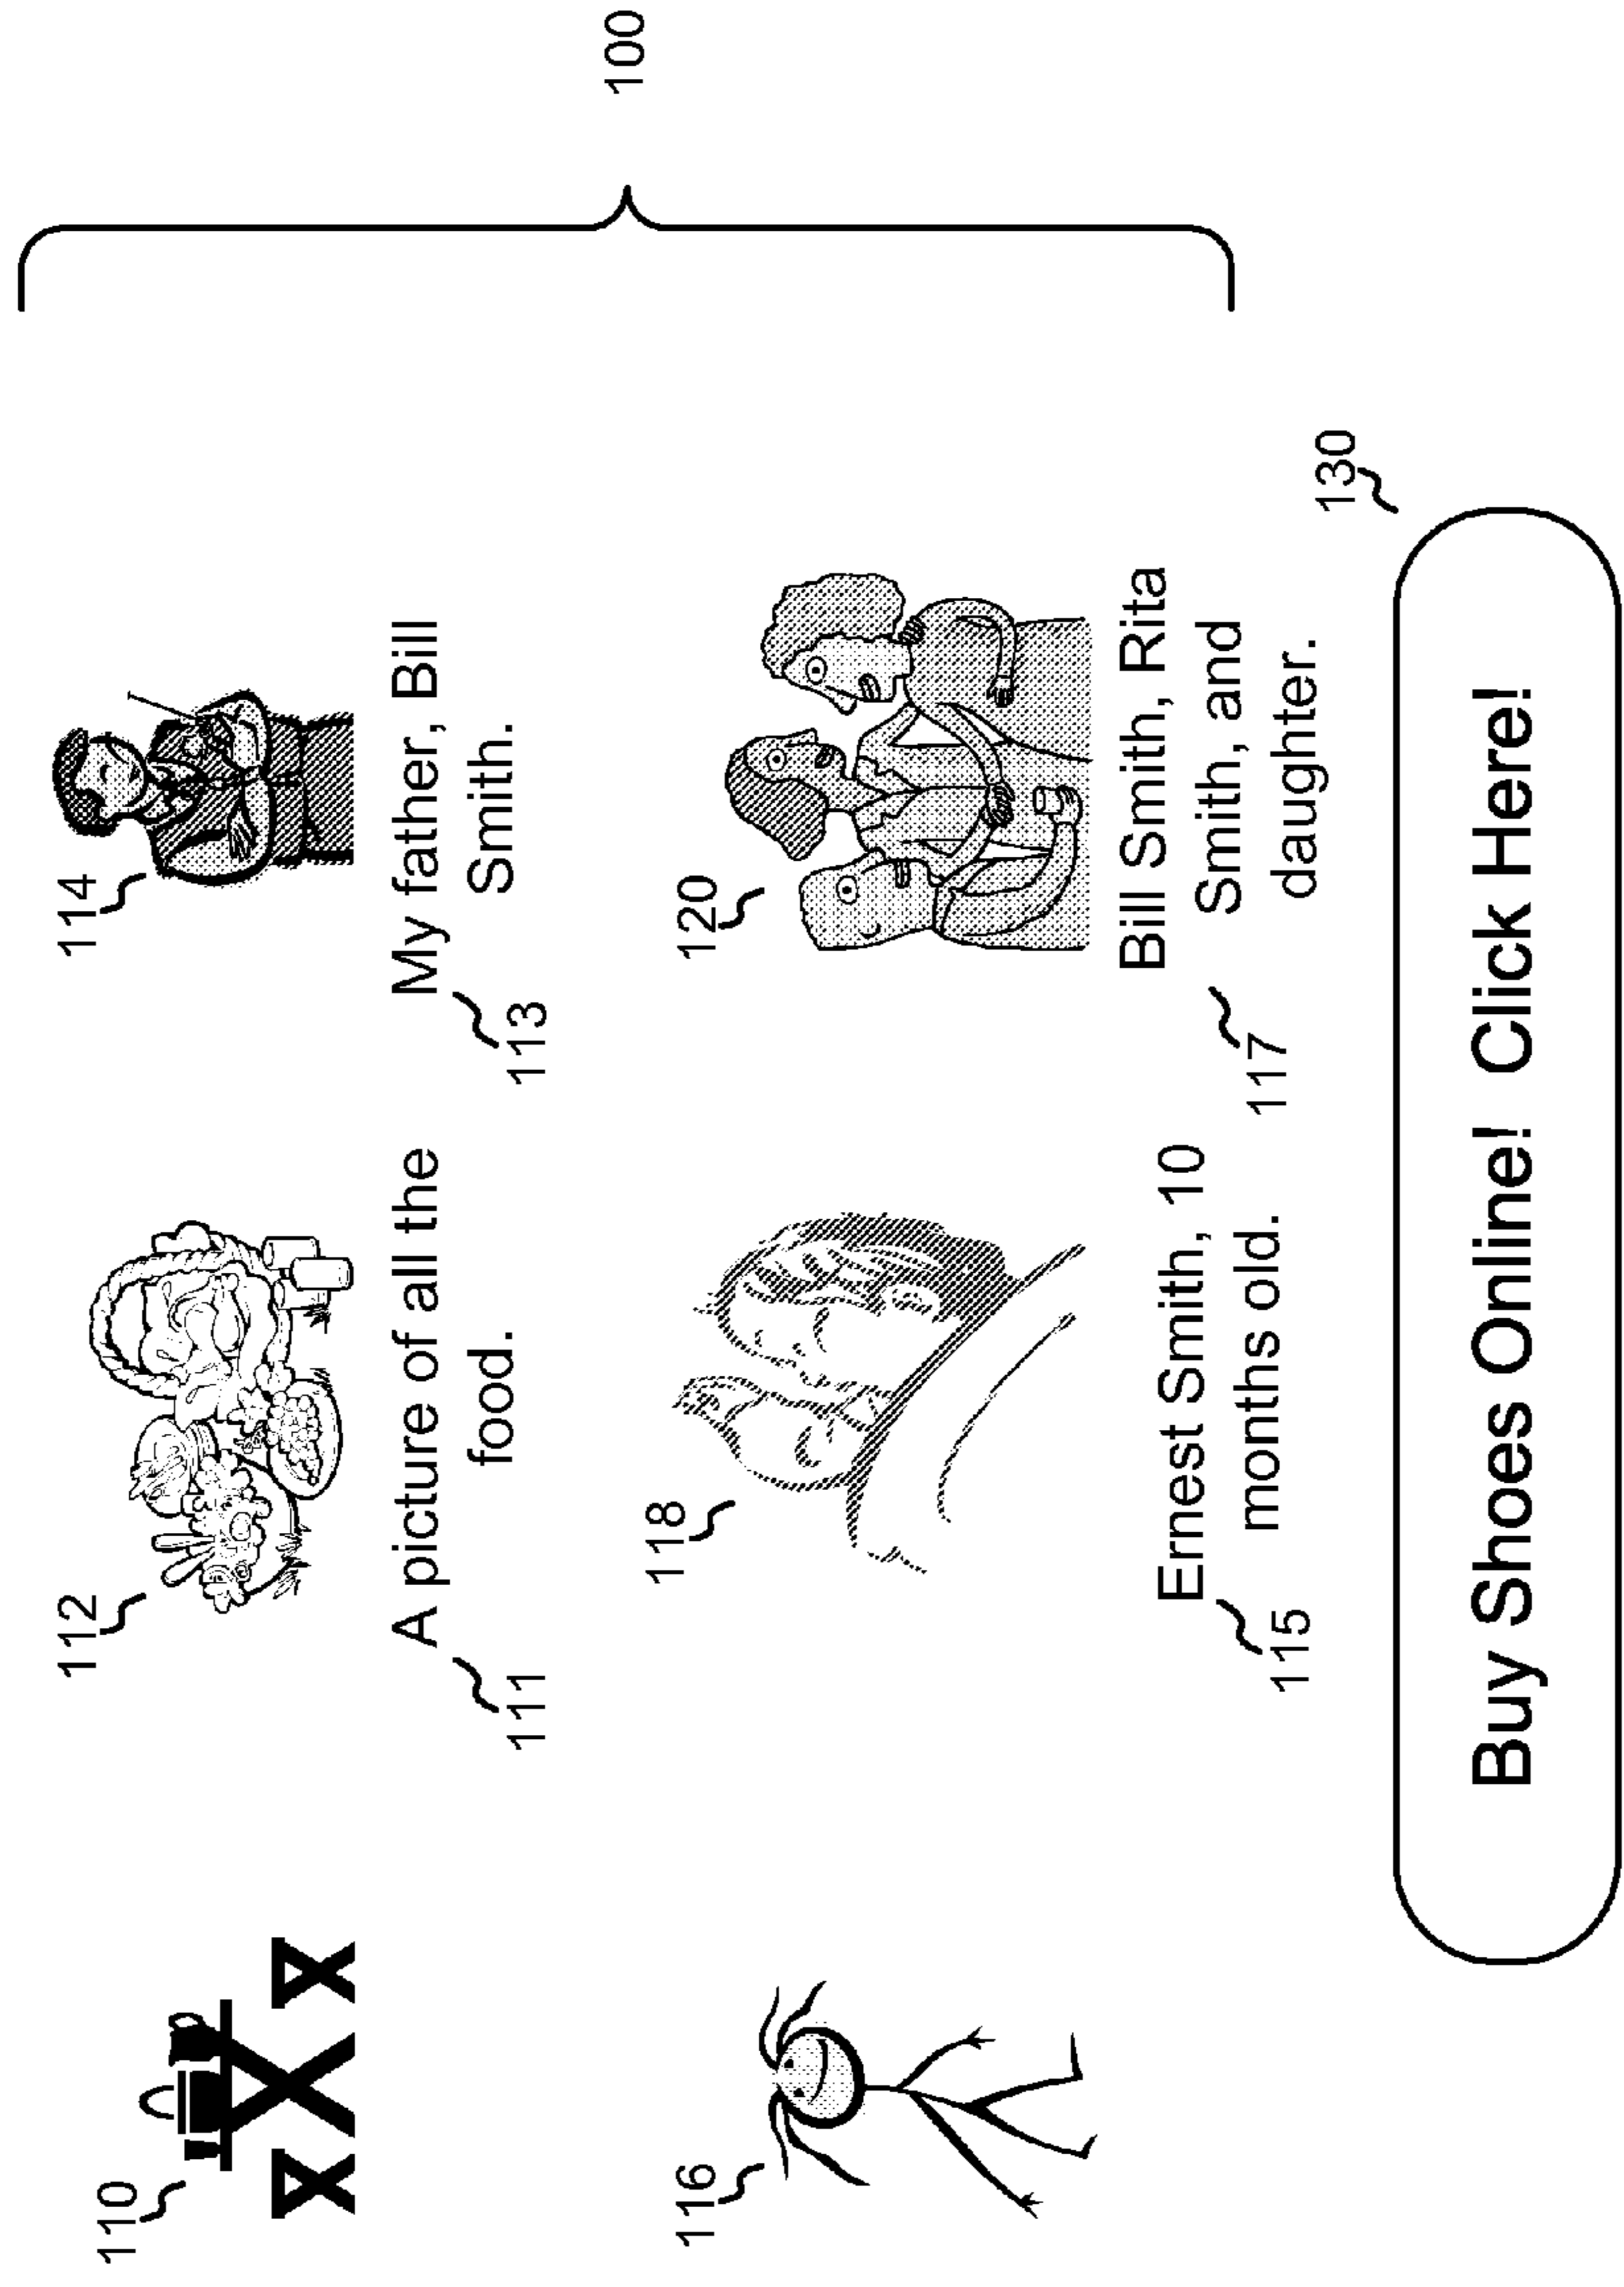 110
112
114
A picture of all the
food.
111
My father, Bill
Smith.
113
100
116
118
120
Ernest Smith, 10
months old.
115
Bill Smith, Rita
Smith, and
daughter.
117
130
Buy Shoes Online!  Click Here!